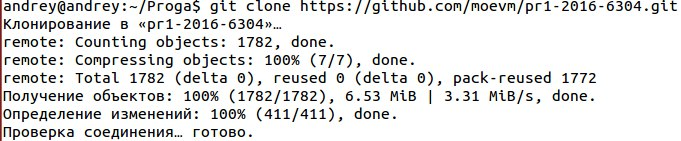 andrey@andrey:~/Proga$ git clone https://github.com/moevm/pr1-2016-6304.git
Клонирование в «pr1-2016-6304»…
remote: Counting objects: 1782, done.
remote: Compressing objects: 100% (7/7), done.
remote: Total 1782 (delta 0), reused 0 (delta 0), pack-reused 1772
Получение объектов: 100% (1782/1782), 6.53 MiB | 3.31 MiB/s, done.
Определение изменений: 100% (411/411), done.
Проверка соединения… готово.